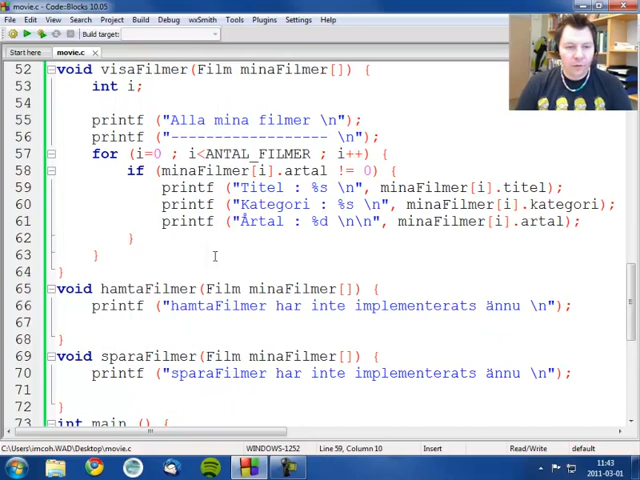 movie.c - Code::Blocks 10.05
File Edit View Search Project Build Debug wxSmith Tools Plugins Settings Help
Build target:
Start here movie.c
52 void visaFilmer(Film minaFilmer[]) {
53 int i;
54
55 printf ("Alla mina filmer \n");
56 printf ("------------------ \n");
57 for (i=0 ; i<ANTAL_FILMER ; i++) {
58 if (minaFilmer[i].artal != 0) {
59 printf ("Titel : %s \n", minaFilmer[i].titel);
60 printf ("Kategori : %s \n", minaFilmer[i].kategori);
61 printf ("Årtal : %d \n\n", minaFilmer[i].artal);
62 }
63 }
64 }
65 void hamtaFilmer(Film minaFilmer[]) {
66 printf ("hamtaFilmer har inte implementerats ännu \n");
67
68 }
69 void sparaFilmer(Film minaFilmer[]) {
70 printf ("sparaFilmer har inte implementerats ännu \n");
71
72 }
73 int main () {
C:\Users\imcoh.WAD\Desktop\movie.c WINDOWS-1252 Line 59, Column 10 Insert Read/Write default
11:43
2011-03-01